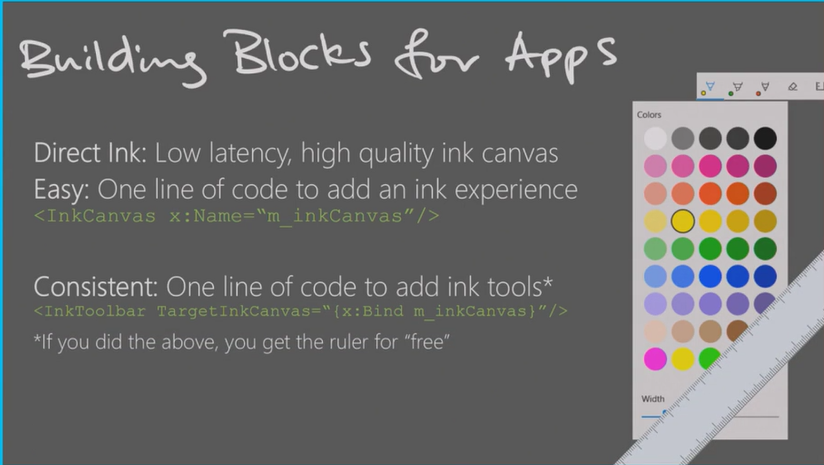 Building Blocks for Apps
Direct Ink: Low latency, high quality ink canvas
Easy: One line of code to add an ink experience
<InkCanvas x:Name=“m_inkCanvas”/>
Consistent: One line of code to add ink tools*
<InkToolbar TargetInkCanvas=“{x:Bind m_inkCanvas}”/>
*If you did the above, you get the ruler for “free”
Colors
Width